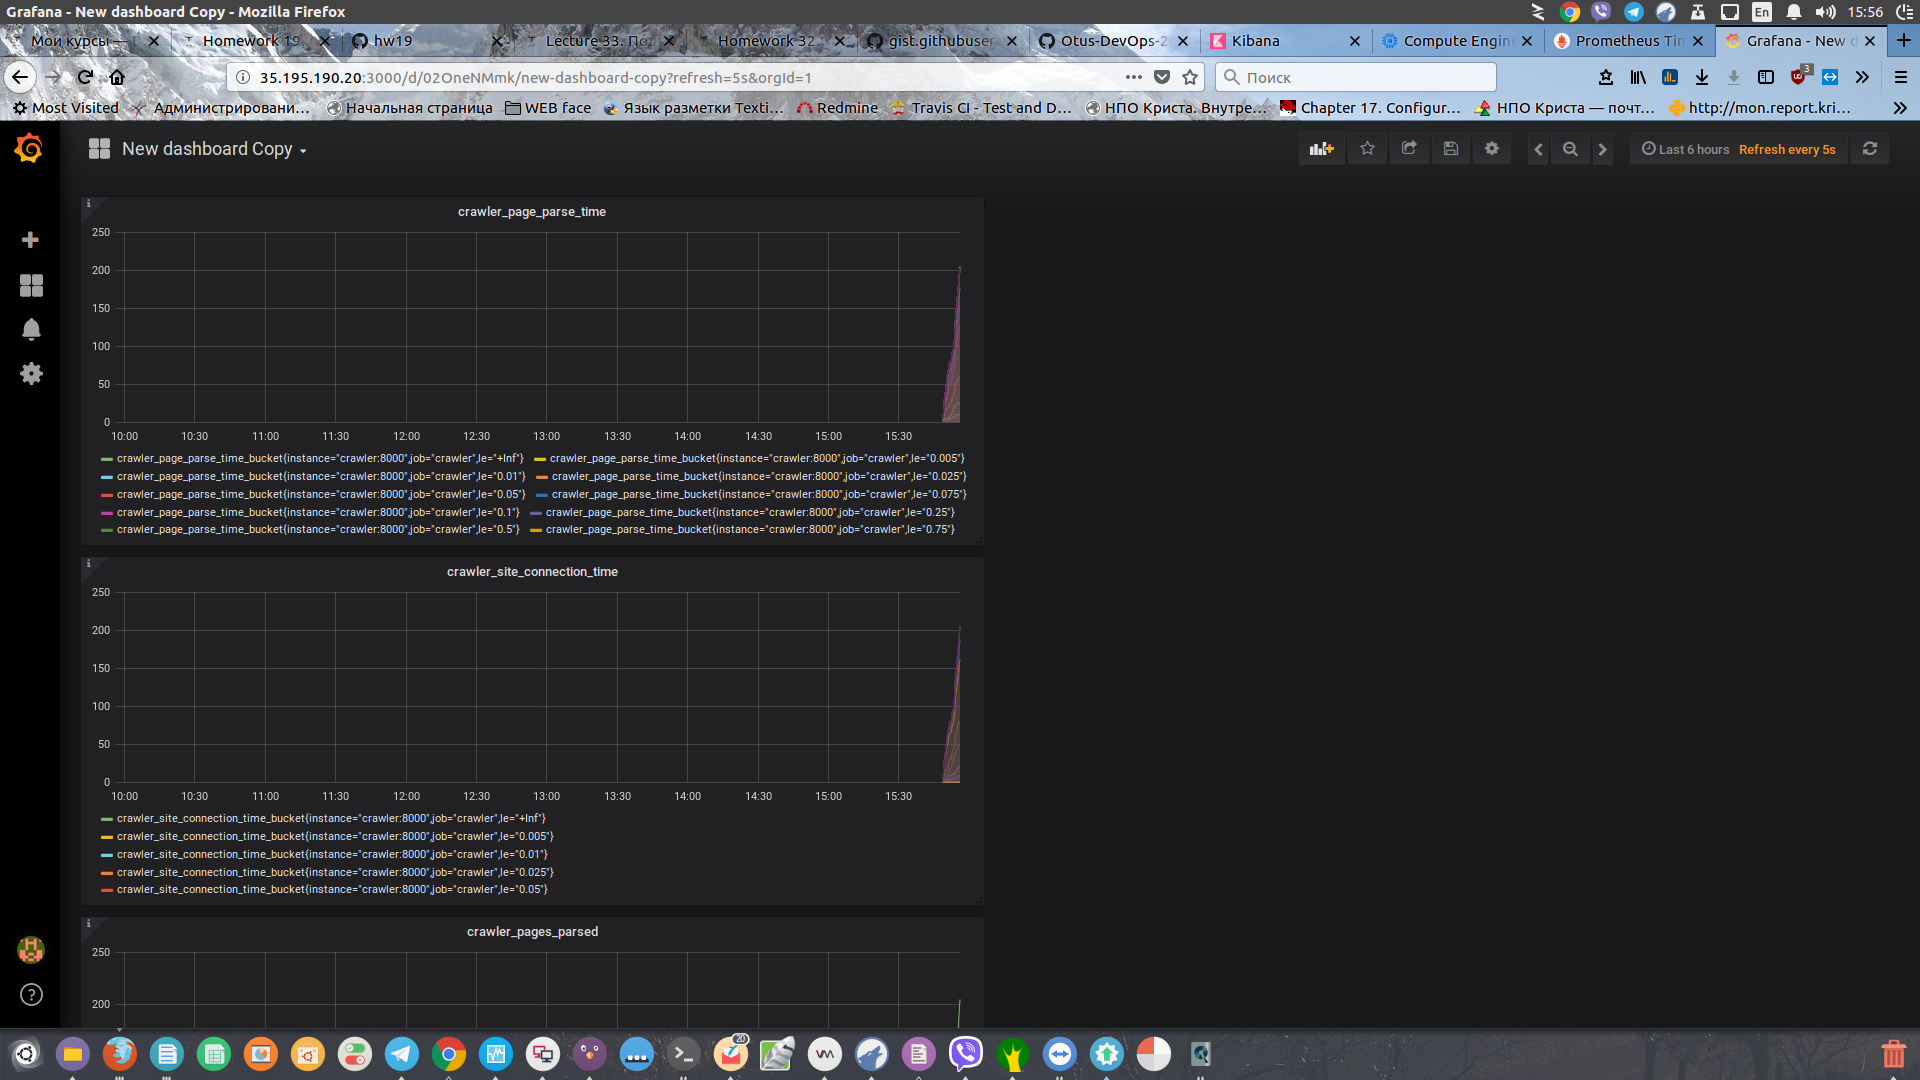 Grafana - New dashboard Copy - Mozilla Firefox
En
15:56
Мои курсы —
Homework 19.
hw19
Lecture 33. По
Homework 32.
gist.githubuser
Otus-DevOps-2
Kibana
Compute Engin
Prometheus Tim
Grafana - New d
35.195.190.20:3000/d/02OneNMmk/new-dashboard-copy?refresh=5s&orgId=1
Поиск
3
Most Visited
Администрировани…
Начальная страница
WEB face
Язык разметки Texti…
Redmine
Travis CI - Test and D…
НПО Криста. Внутре…
Chapter 17. Configur…
НПО Криста — почт…
http://mon.report.kri…
New dashboard Copy
Last 6 hours
Refresh every 5s
crawler_page_parse_time
250
200
150
100
50
0
10:00 10:30 11:00 11:30 12:00 12:30 13:00 13:30 14:00 14:30 15:00 15:30
crawler_page_parse_time_bucket{instance="crawler:8000",job="crawler",le="+Inf"} crawler_page_parse_time_bucket{instance="crawler:8000",job="crawler",le="0.005"}
crawler_page_parse_time_bucket{instance="crawler:8000",job="crawler",le="0.01"} crawler_page_parse_time_bucket{instance="crawler:8000",job="crawler",le="0.025"}
crawler_page_parse_time_bucket{instance="crawler:8000",job="crawler",le="0.05"} crawler_page_parse_time_bucket{instance="crawler:8000",job="crawler",le="0.075"}
crawler_page_parse_time_bucket{instance="crawler:8000",job="crawler",le="0.1"} crawler_page_parse_time_bucket{instance="crawler:8000",job="crawler",le="0.25"}
crawler_page_parse_time_bucket{instance="crawler:8000",job="crawler",le="0.5"} crawler_page_parse_time_bucket{instance="crawler:8000",job="crawler",le="0.75"}
crawler_site_connection_time
250
200
150
100
50
0
10:00 10:30 11:00 11:30 12:00 12:30 13:00 13:30 14:00 14:30 15:00 15:30
crawler_site_connection_time_bucket{instance="crawler:8000",job="crawler",le="+Inf"}
crawler_site_connection_time_bucket{instance="crawler:8000",job="crawler",le="0.005"}
crawler_site_connection_time_bucket{instance="crawler:8000",job="crawler",le="0.01"}
crawler_site_connection_time_bucket{instance="crawler:8000",job="crawler",le="0.025"}
crawler_site_connection_time_bucket{instance="crawler:8000",job="crawler",le="0.05"}
crawler_pages_parsed
250
200
20